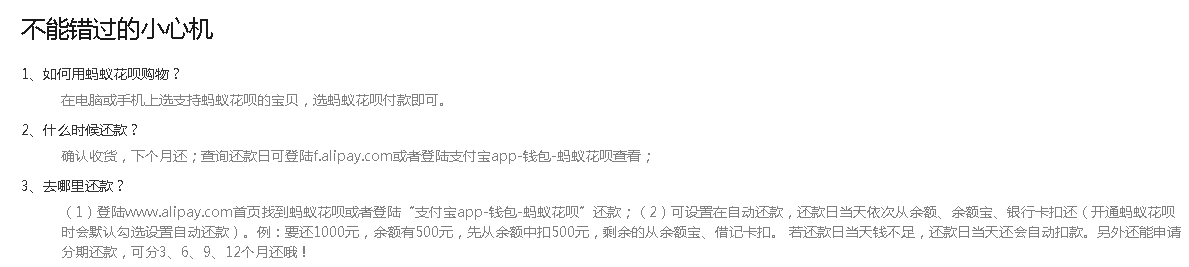 不能错过的小心机
1、如何用蚂蚁花呗购物？
在电脑或手机上选支持蚂蚁花呗的宝贝，选蚂蚁花呗付款即可。
2、什么时候还款？
确认收货，下个月还；查询还款日可登陆f.alipay.com或者登陆支付宝app-钱包-蚂蚁花呗查看；
3、去哪里还款？
（1）登陆www.alipay.com首页找到蚂蚁花呗或者登陆“支付宝app-钱包-蚂蚁花呗”还款；（2）可设置在自动还款，还款日当天依次从余额、余额宝、银行卡扣还（开通蚂蚁花呗
时会默认勾选设置自动还款）。例：要还1000元，余额有500元，先从余额中扣500元，剩余的从余额宝、借记卡扣。 若还款日当天钱不足，还款日当天还会自动扣款。另外还能申请
分期还款，可分3、6、9、12个月还哦！